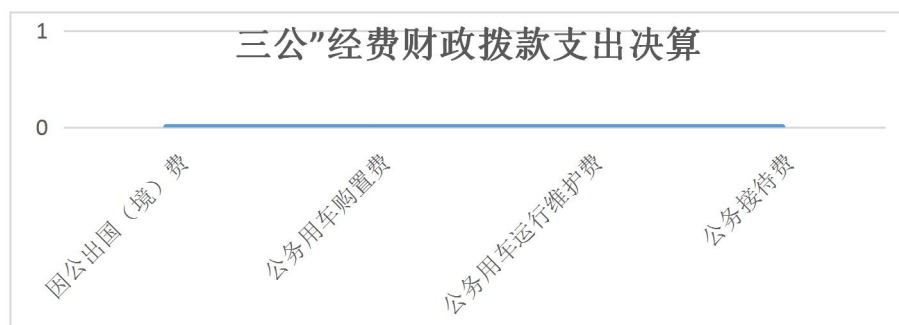 三公”经费财政拨款支出决算
1
0
因公出国（境）费
公务用车购置费
公务用车运行维护费
公务接待费